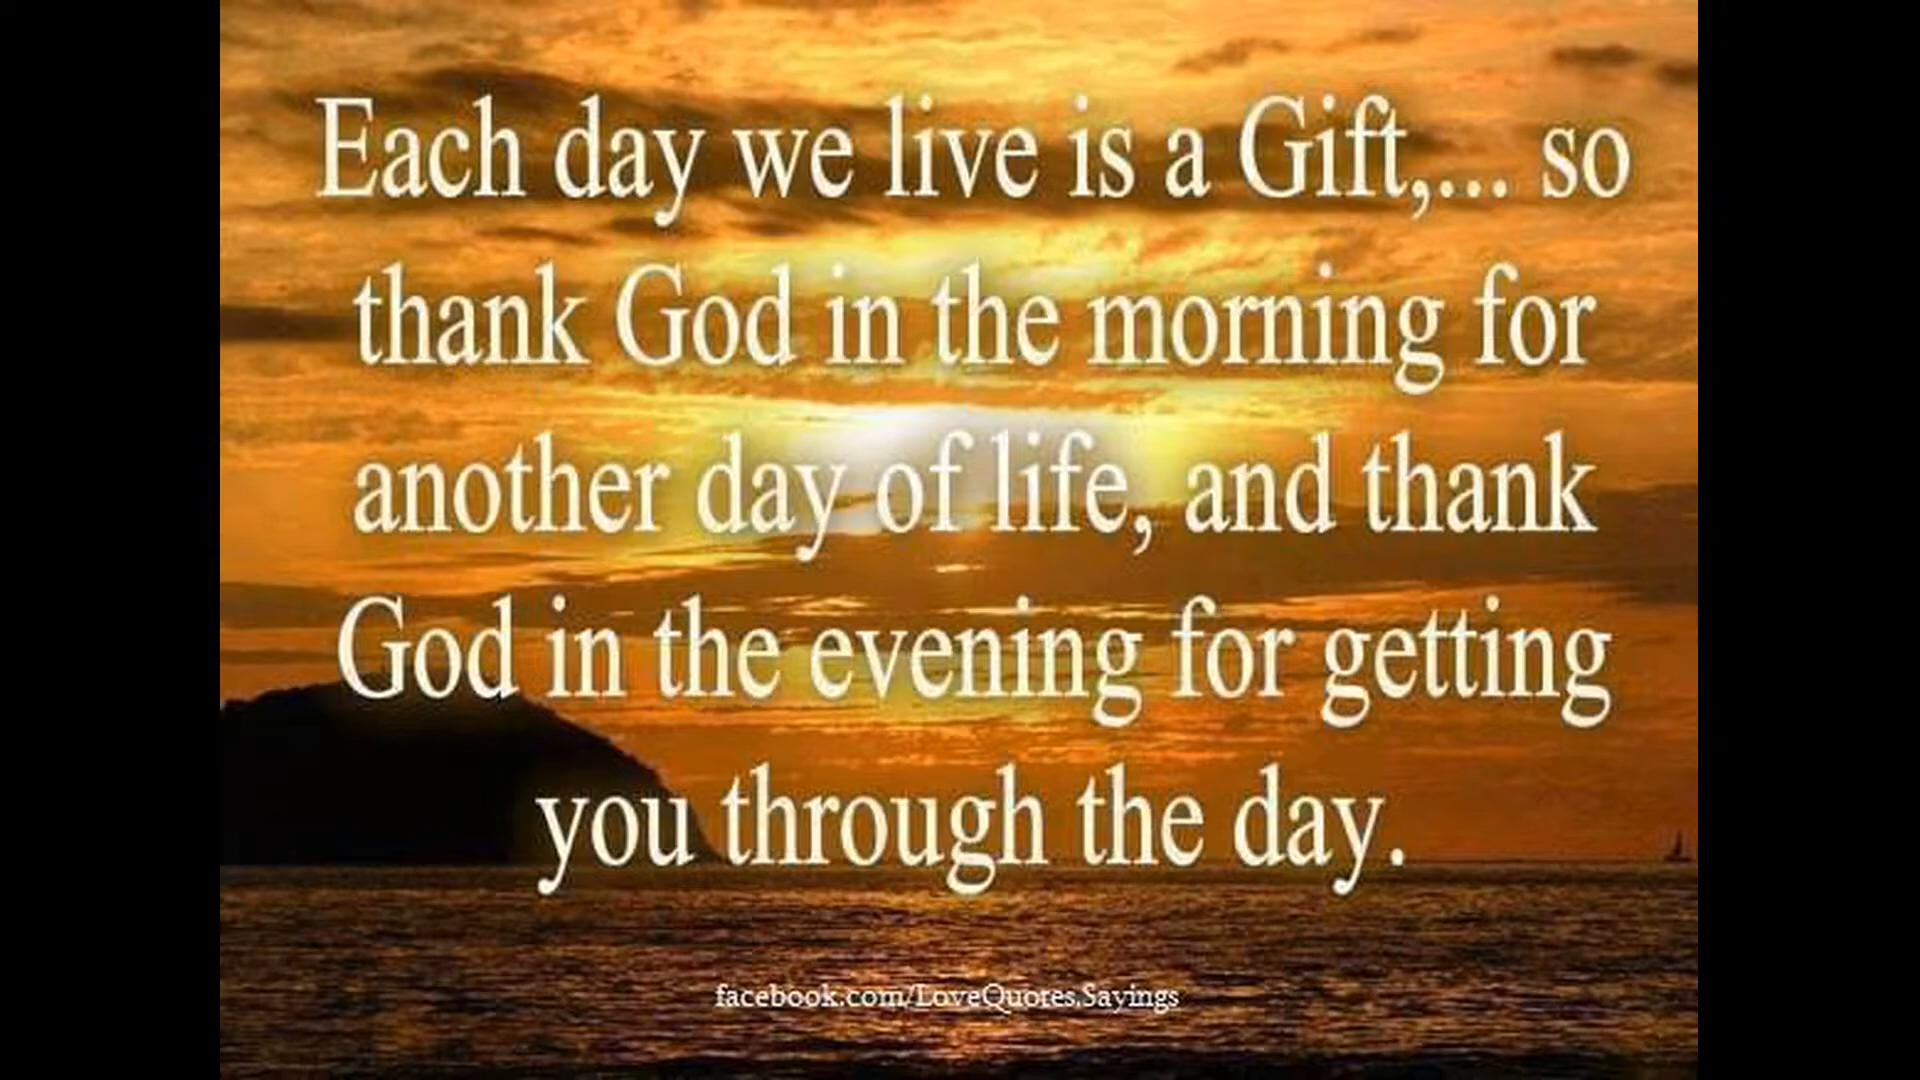 Each day we live is a Gift,... so
thank God in the morning for
another day of life, and thank
God in the evening for getting
you through the day.
facebook.com/LoveQuotes.Sayings